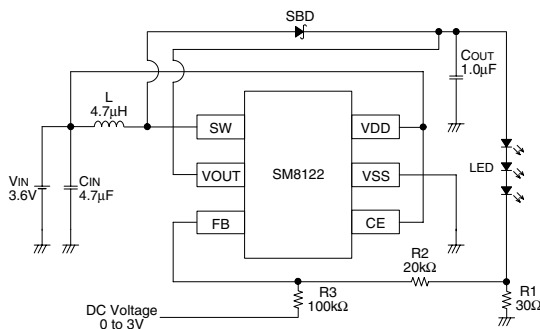 SBD
COUT
1.0µF
L
4.7µH
SW
VDD
VOUT
SM8122
VSS
LED
VIN
3.6V
CIN
4.7µF
FB
CE
R2
20kΩ
R3
100kΩ
R1
30Ω
DC Voltage
0 to 3V